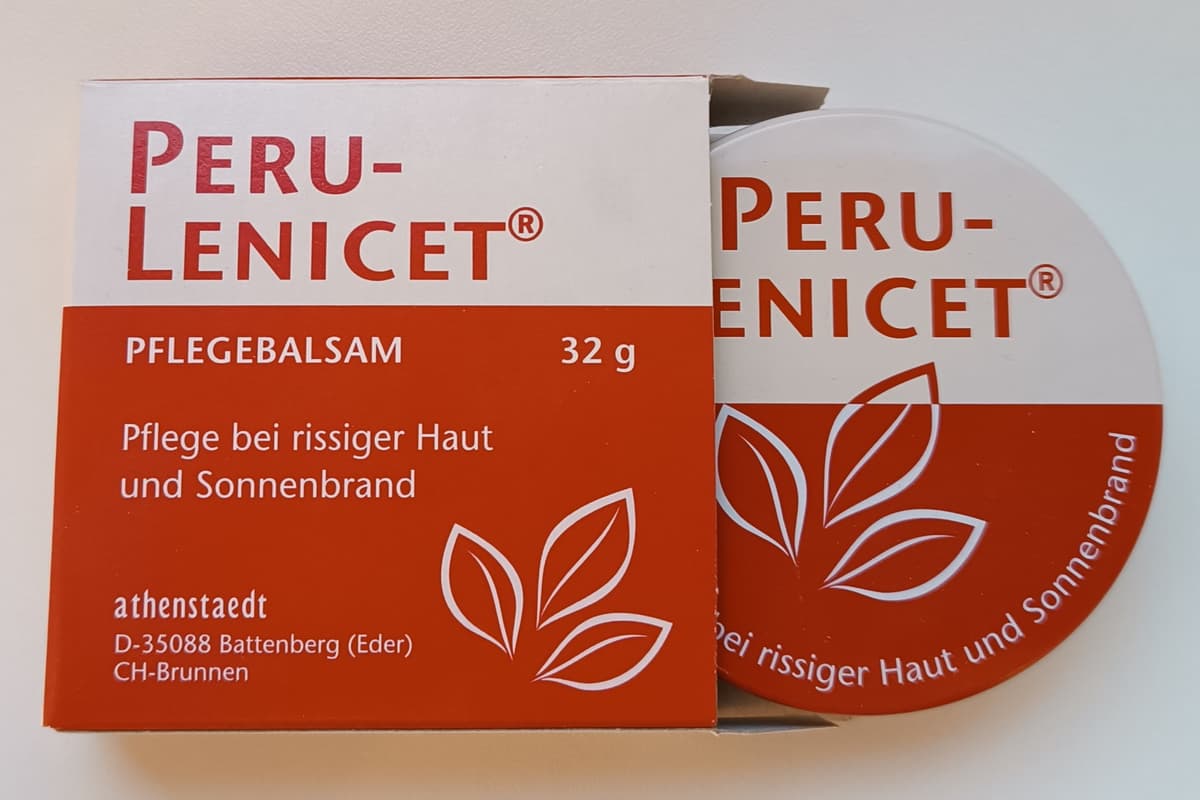 PERU-
LENICET®
PFLEGEBALSAM 32 g
Pflege bei rissiger Haut
und Sonnenbrand
athenstaedt
D-35088 Battenberg (Eder)
CH-Brunnen
PERU-
ENICET®
bei rissiger Haut und Sonnenbrand